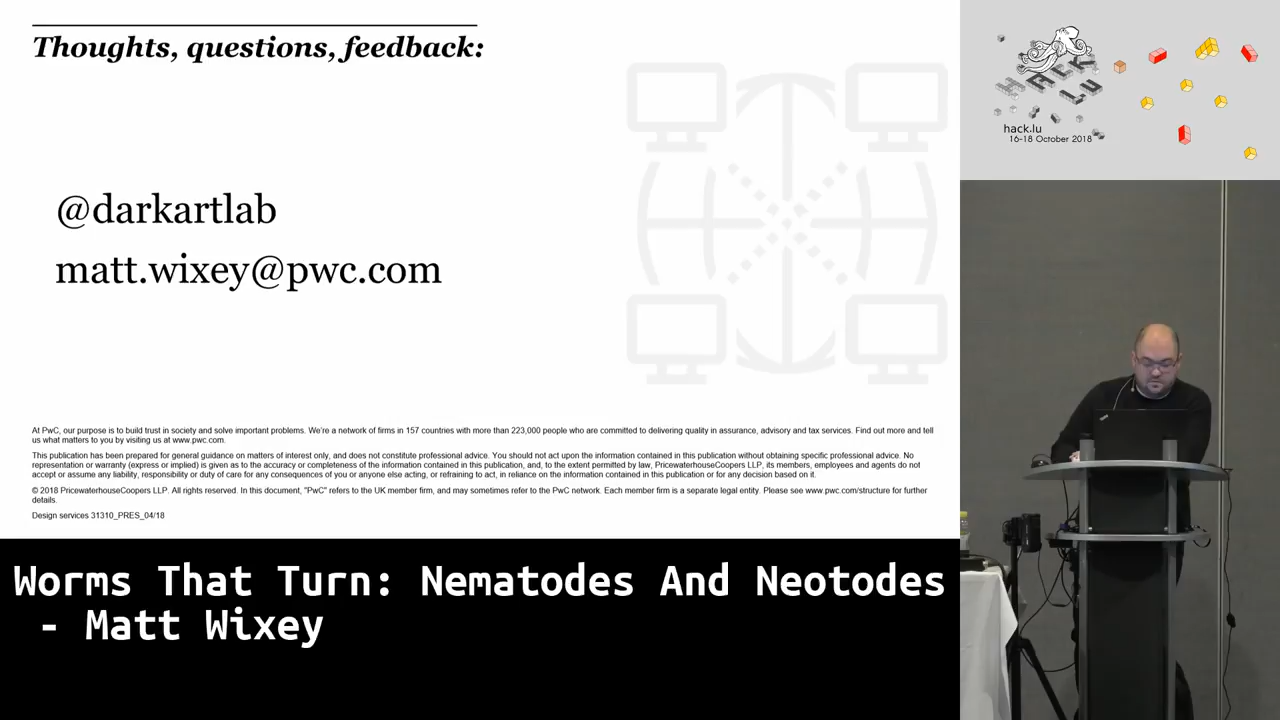 Thoughts, questions, feedback:
@darkartlab
matt.wixey@pwc.com
At PwC, our purpose is to build trust in society and solve important problems. We're a network of firms in 157 countries with more than 223,000 people who are committed to delivering quality in assurance, advisory and tax services. Find out more and tell
us what matters to you by visiting us at www.pwc.com.
This publication has been prepared for general guidance on matters of interest only, and does not constitute professional advice. You should not act upon the information contained in this publication without obtaining specific professional advice. No
representation or warranty (express or implied) is given as to the accuracy or completeness of the information contained in this publication, and, to the extent permitted by law, PricewaterhouseCoopers LLP, its members, employees and agents do not
accept or assume any liability, responsibility or duty of care for any consequences of you or anyone else acting, or refraining to act, in reliance on the information contained in this publication or for any decision based on it.
© 2018 PricewaterhouseCoopers LLP. All rights reserved. In this document, "PwC" refers to the UK member firm, and may sometimes refer to the PwC network. Each member firm is a separate legal entity. Please see www.pwc.com/structure for further
details.
Design services 31310_PRES_04/18
HACK
LU
hack.lu
16-18 October 2018
Worms That Turn: Nematodes And Neotodes
- Matt Wixey